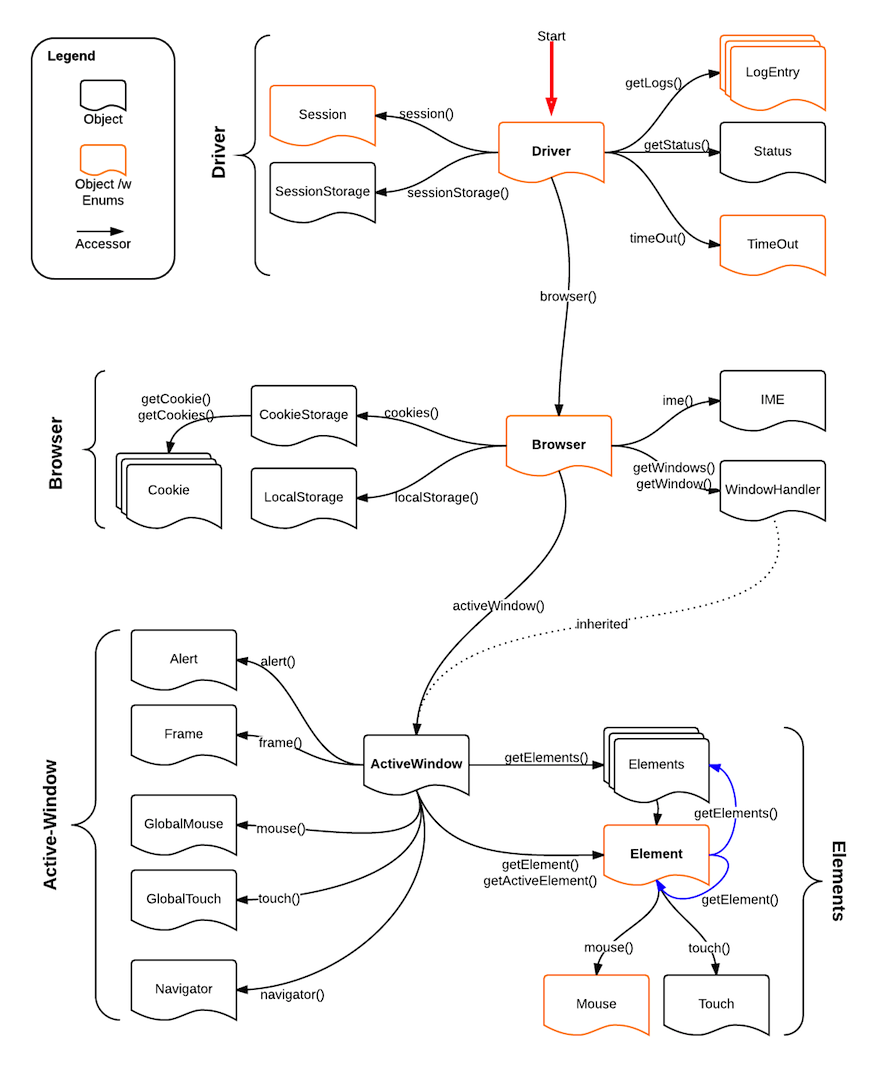 Legend
Object
Object /w
Enums
Accessor
Start
Driver
Session
session()
SessionStorage
sessionStorage()
Driver
getLogs()
LogEntry
getStatus()
Status
timeOut()
TimeOut
browser()
Browser
getCookie()
getCookies()
Cookie
CookieStorage
cookies()
LocalStorage
localStorage()
Browser
ime()
IME
getWindows()
getWindow()
WindowHandler
activeWindow()
inherited
Active-Window
Alert
alert()
Frame
frame()
GlobalMouse
mouse()
GlobalTouch
touch()
Navigator
navigator()
ActiveWindow
getElements()
Elements
getElements()
getElement()
getActiveElement()
Element
getElement()
mouse()
touch()
Mouse
Touch
Elements